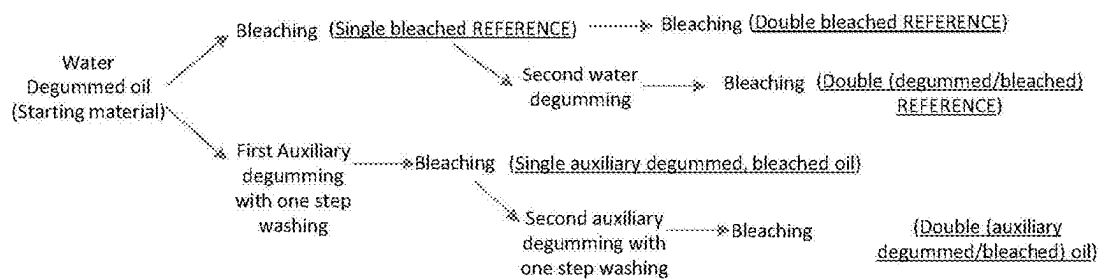 Bleaching (Single bleached REFERENCE)
Bleaching (Double bleached REFERENCE)
Water
Degummed oil
(Starting material)
Second water
degumming
Bleaching (Double (degummed/bleached)
REFERENCE)
First Auxiliary
degumming
with one step
washing
Bleaching (Single auxiliary degummed, bleached oil)
Second auxiliary
degumming with
one step washing
Bleaching
(Double (auxiliary
degummed/bleached) oil)